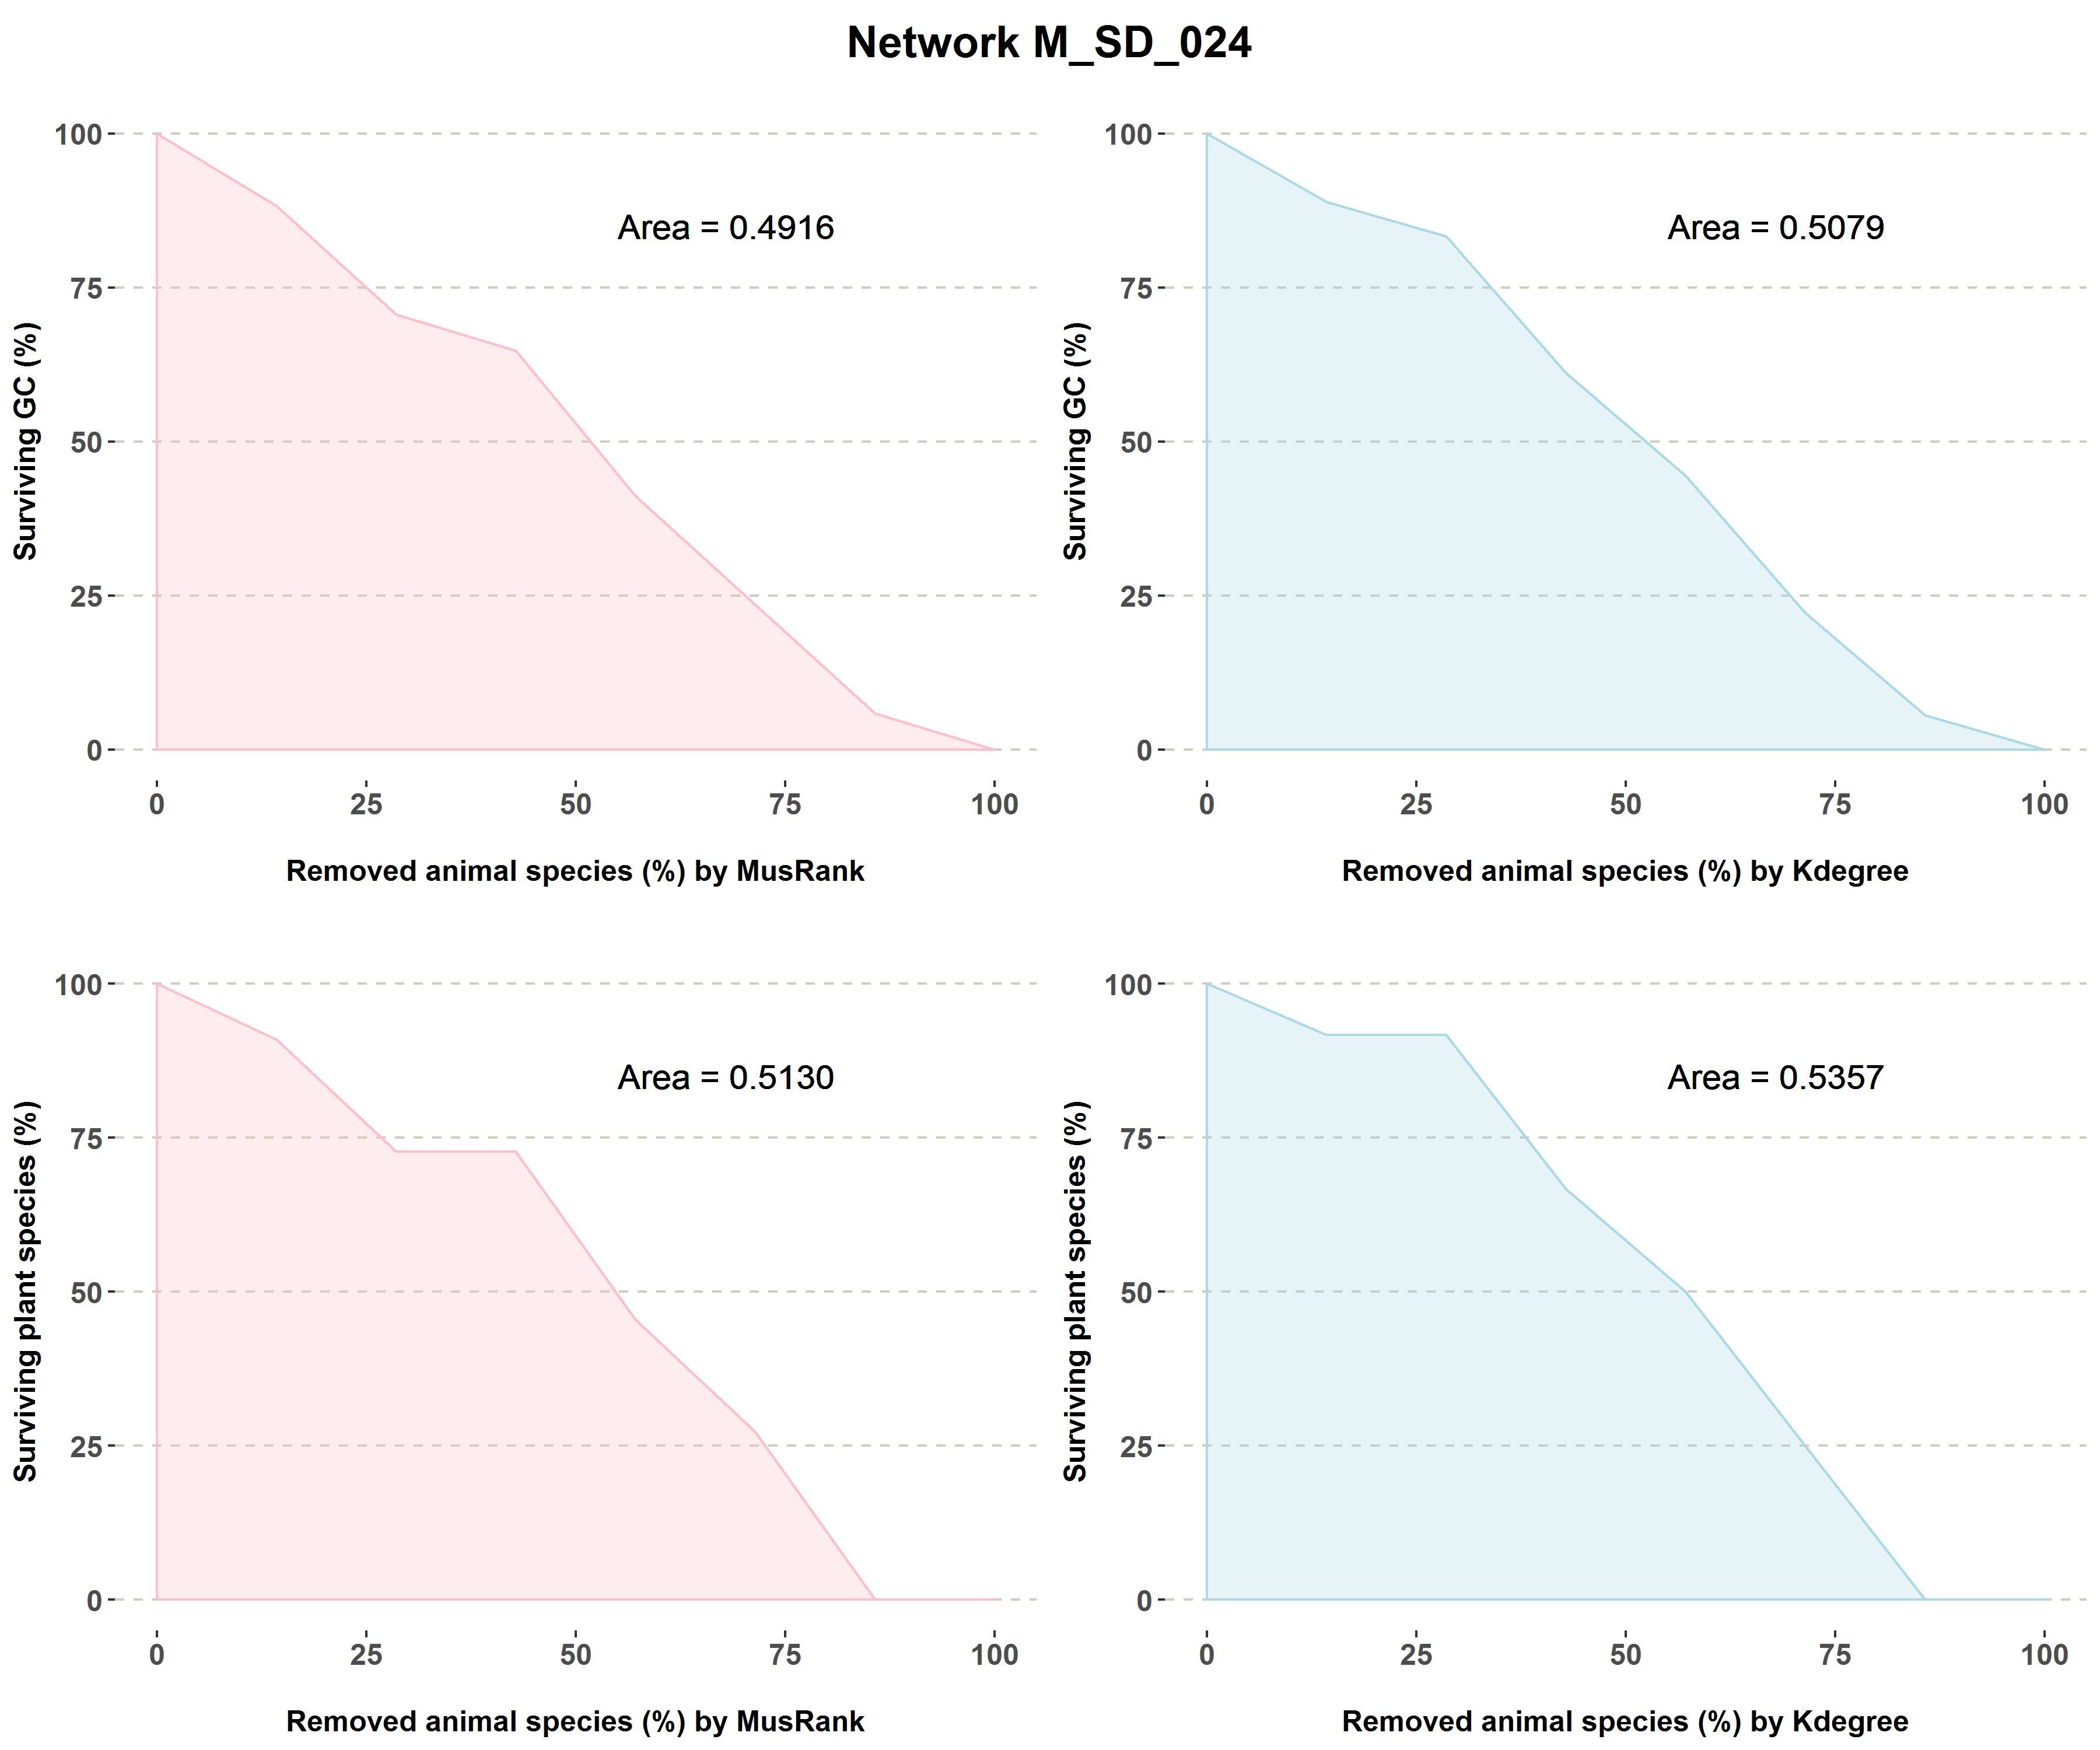 Network M_SD_024
Surviving GC (%)
100
75
50
25
0
Area = 0.4916
0 25 50 75 100
Removed animal species (%) by MusRank
Surviving GC (%)
100
75
50
25
0
Area = 0.5079
0 25 50 75 100
Removed animal species (%) by Kdegree
Surviving plant species (%)
100
75
50
25
0
Area = 0.5130
0 25 50 75 100
Removed animal species (%) by MusRank
Surviving plant species (%)
100
75
50
25
0
Area = 0.5357
0 25 50 75 100
Removed animal species (%) by Kdegree